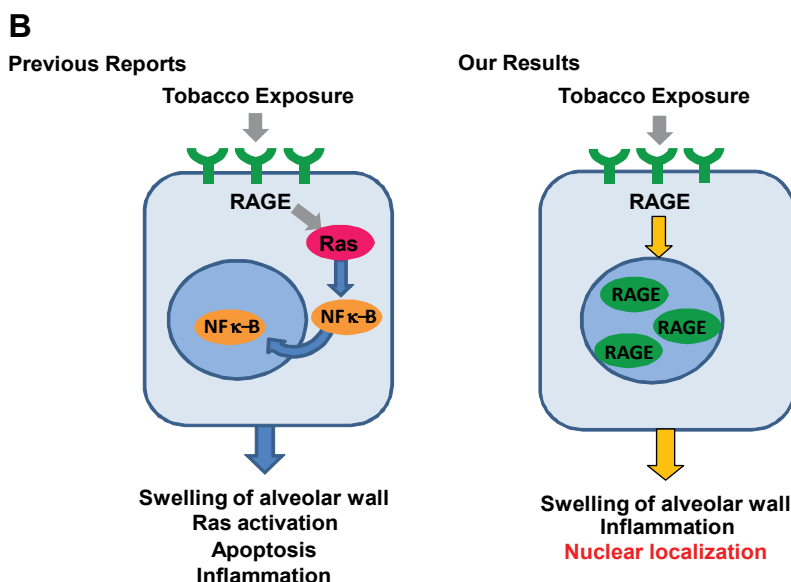 B
Previous Reports
Tobacco Exposure
RAGE
Ras
NFκ-B
NFκ-B
Swelling of alveolar wall
Ras activation
Apoptosis
Inflammation
Our Results
Tobacco Exposure
RAGE
RAGE
RAGE
RAGE
Swelling of alveolar wall
Inflammation
Nuclear localization